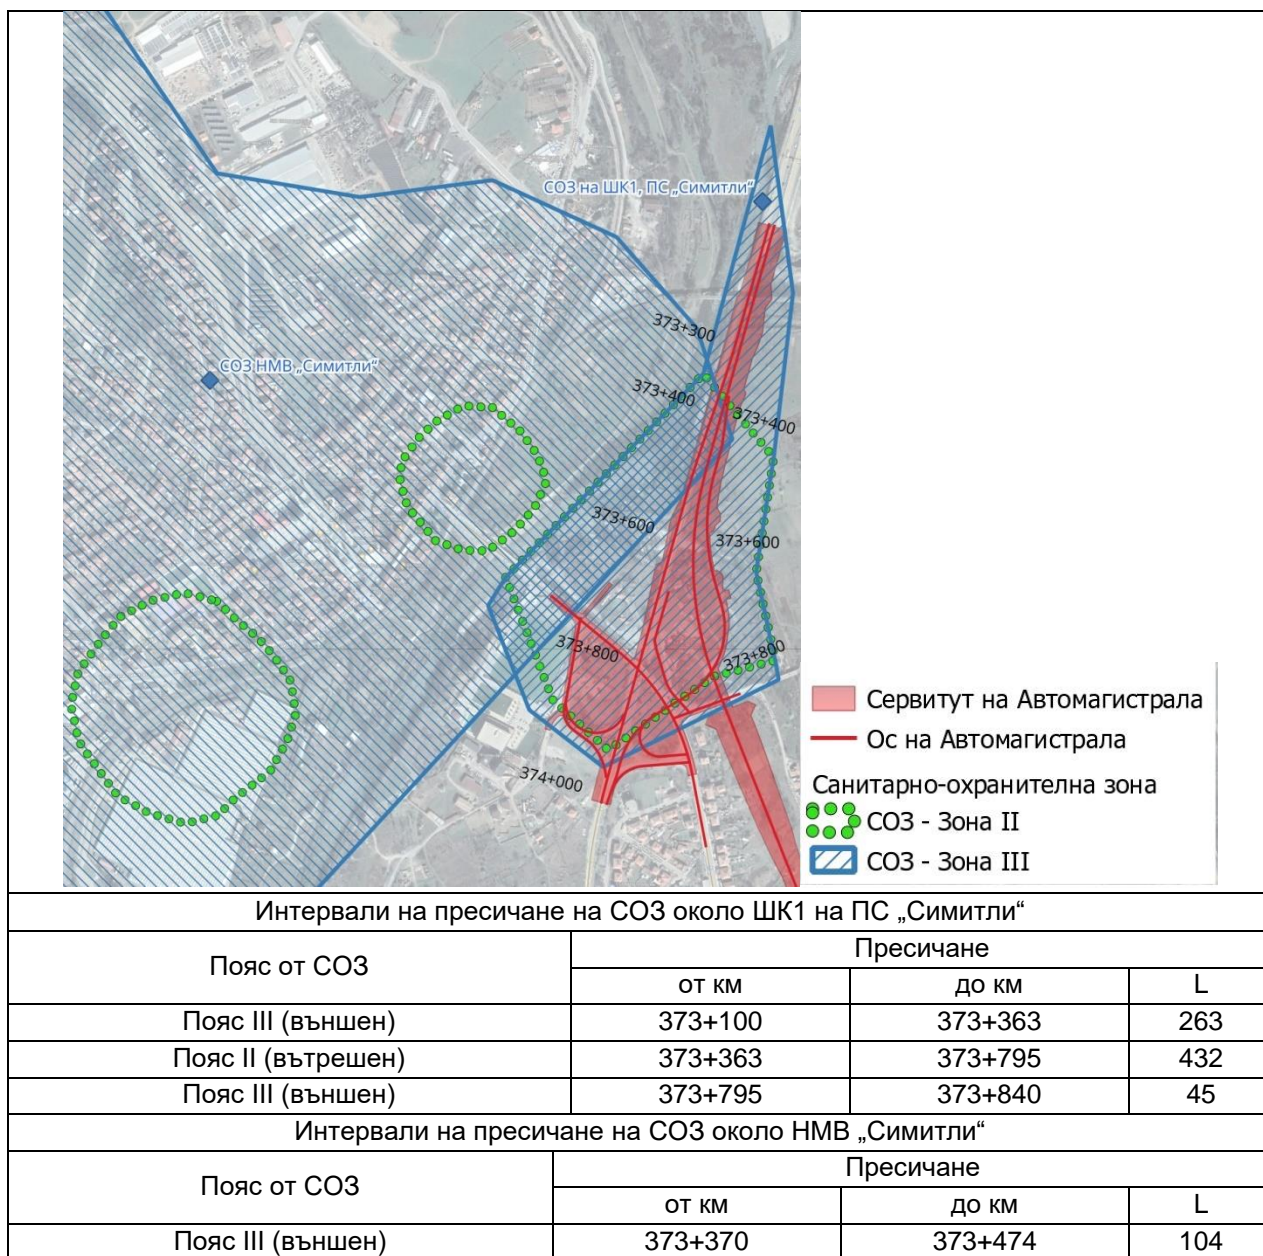 СОЗ на ШК1, ПС „Симитли“
373+300
СОЗ НМВ „Симитли“
373+400
373+400
373+600
373+600
373+800
373+800
374+000
Сервитут на Автомагистрала
Ос на Автомагистрала
Санитарно-охранителна зона
СОЗ - Зона II
СОЗ - Зона III
Интервали на пресичане на СОЗ около ШК1 на ПС „Симитли“
Пояс от СОЗ Пресичане
от км до км L
Пояс III (външен) 373+100 373+363 263
Пояс II (вътрешен) 373+363 373+795 432
Пояс III (външен) 373+795 373+840 45
Интервали на пресичане на СОЗ около НМВ „Симитли“
Пояс от СОЗ Пресичане
от км до км L
Пояс III (външен) 373+370 373+474 104